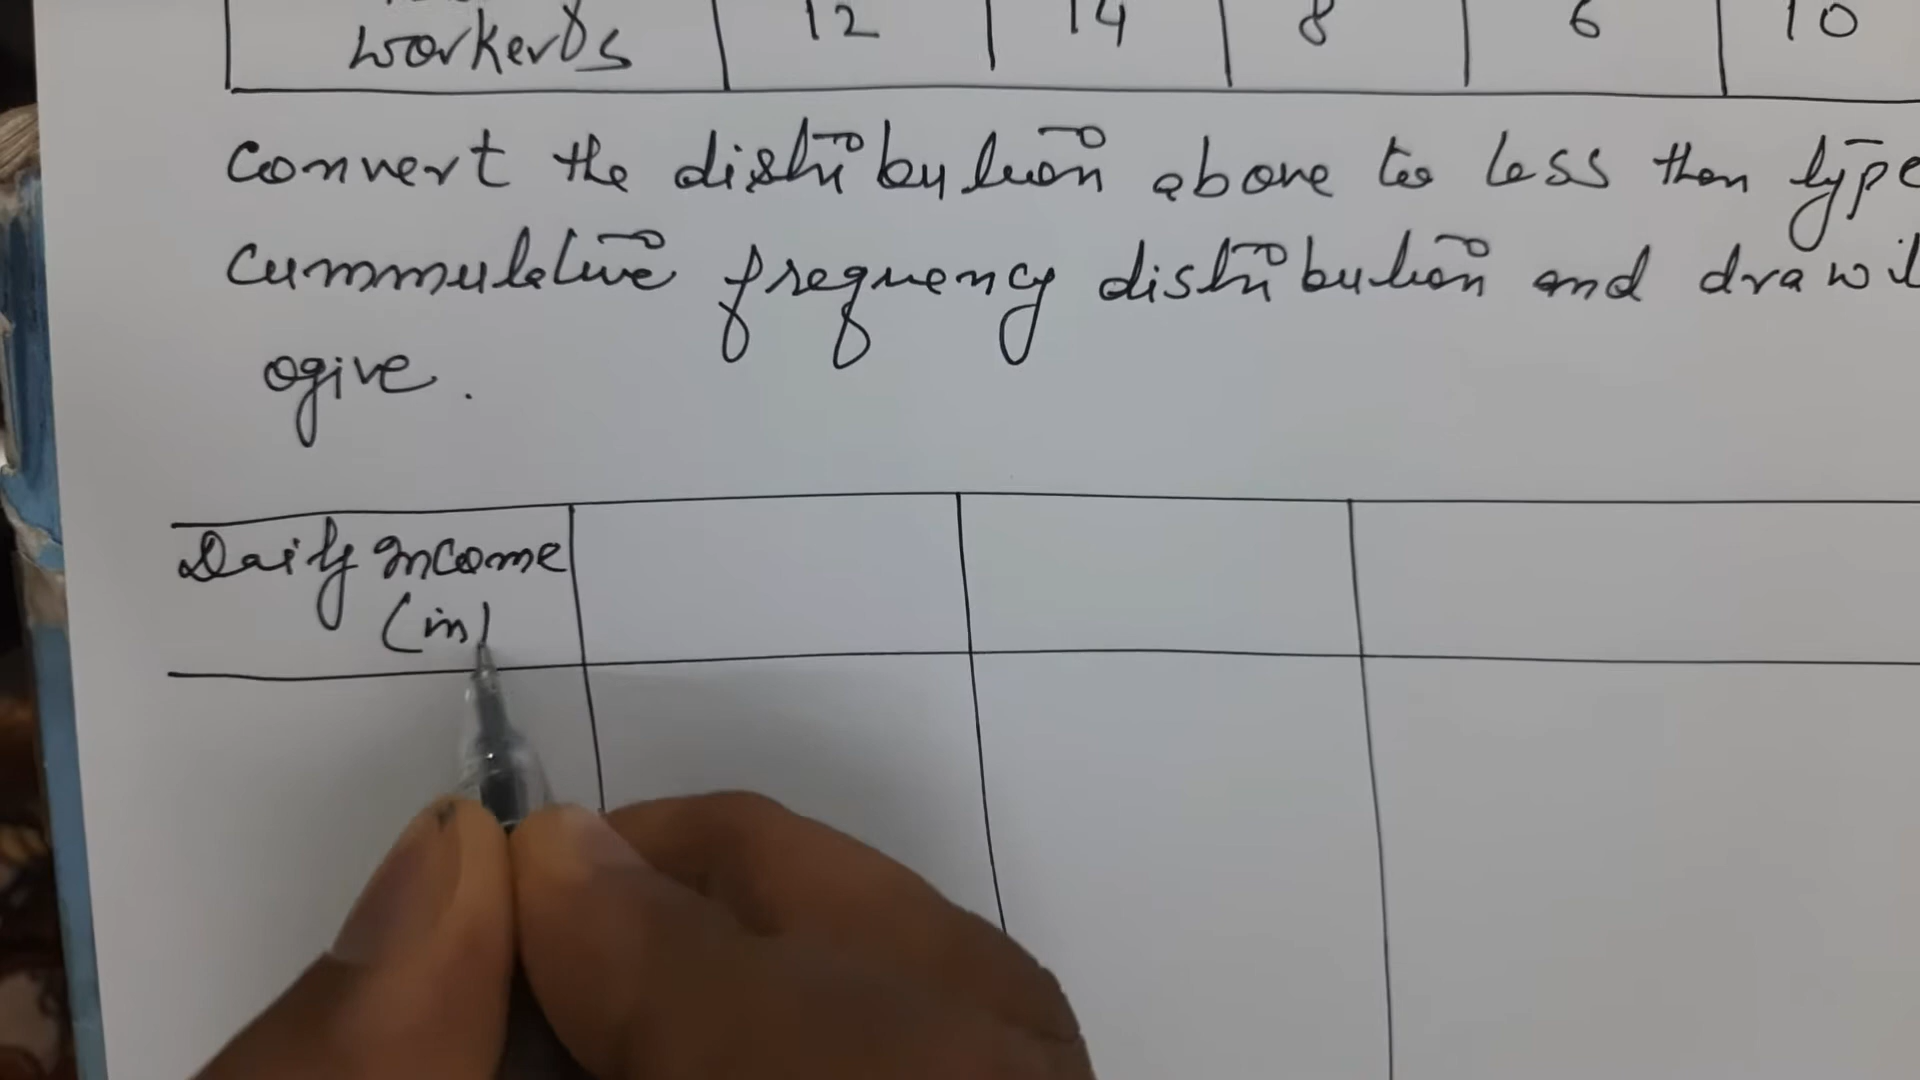 workers 12 14 8 6 10
Convert the distribution above to less than type
Cummulative frequency distribution and draw it
ogive.
Daily Income
(in)